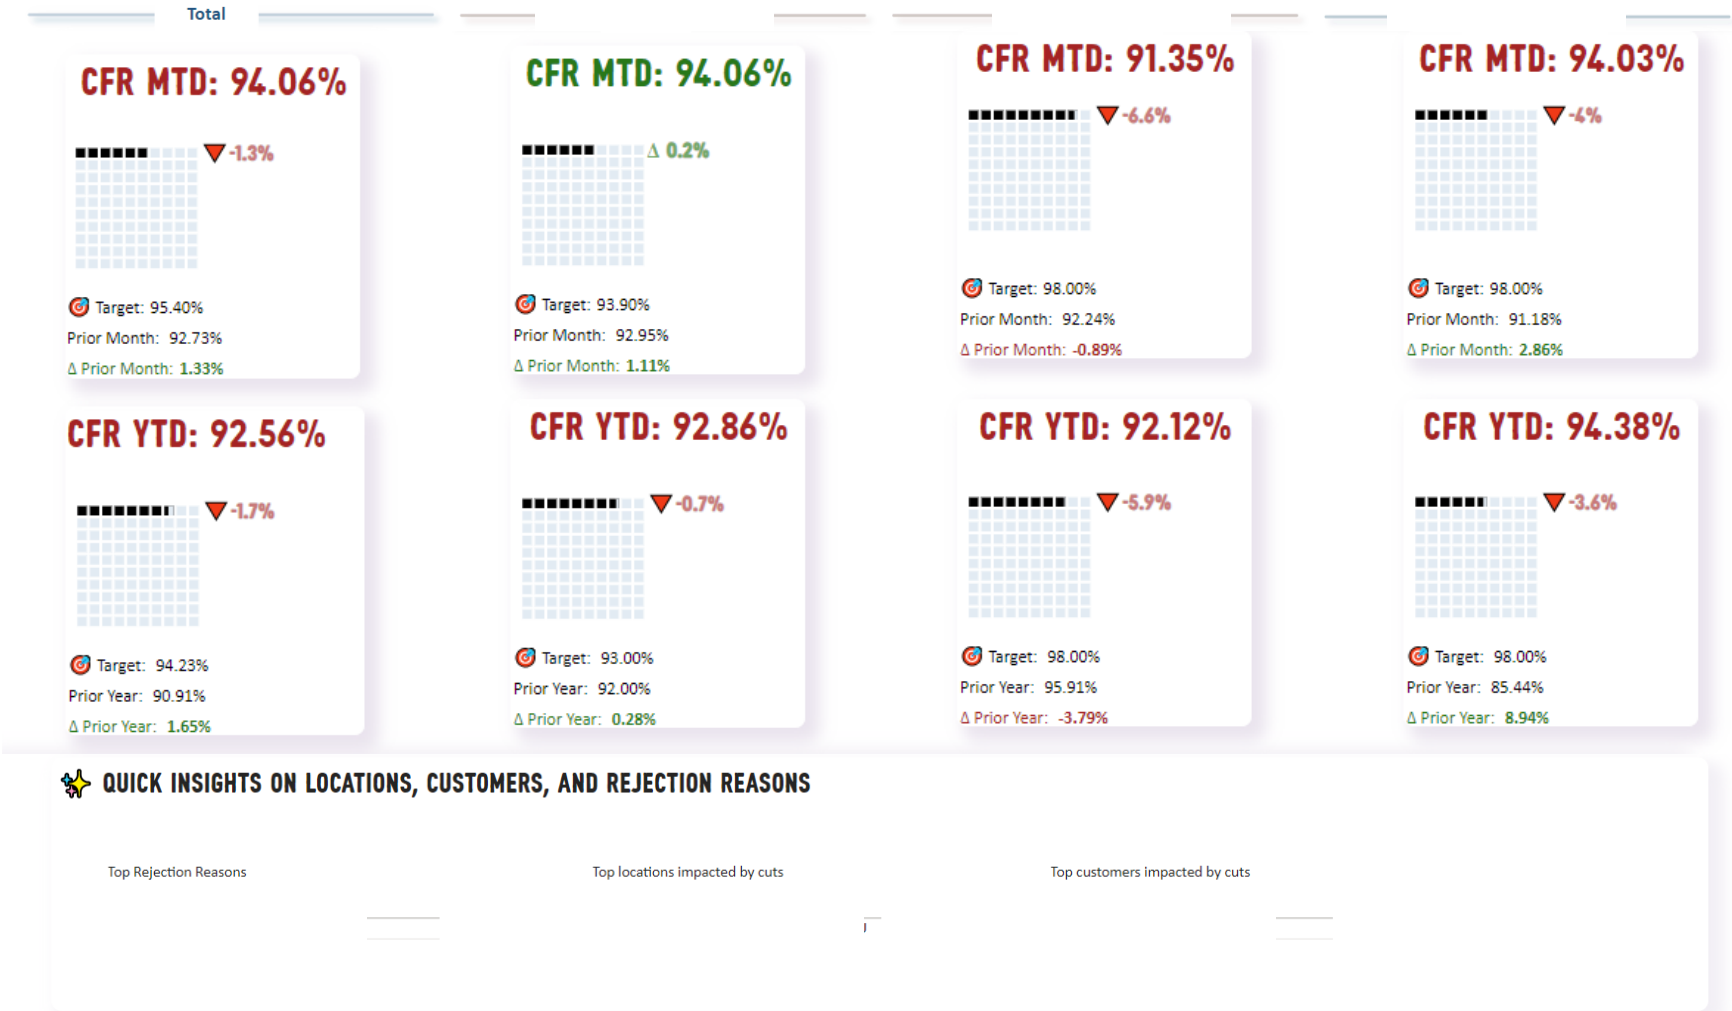 Total
CFR MTD: 94.06%
-1.3%
Target: 95.40%
Prior Month: 92.73%
Δ Prior Month: 1.33%
CFR MTD: 94.06%
Δ 0.2%
Target: 93.90%
Prior Month: 92.95%
Δ Prior Month: 1.11%
CFR MTD: 91.35%
-6.6%
Target: 98.00%
Prior Month: 92.24%
Δ Prior Month: -0.89%
CFR MTD: 94.03%
-4%
Target: 98.00%
Prior Month: 91.18%
Δ Prior Month: 2.86%
CFR YTD: 92.56%
-1.7%
Target: 94.23%
Prior Year: 90.91%
Δ Prior Year: 1.65%
CFR YTD: 92.86%
-0.7%
Target: 93.00%
Prior Year: 92.00%
Δ Prior Year: 0.28%
CFR YTD: 92.12%
-5.9%
Target: 98.00%
Prior Year: 95.91%
Δ Prior Year: -3.79%
CFR YTD: 94.38%
-3.6%
Target: 98.00%
Prior Year: 85.44%
Δ Prior Year: 8.94%
QUICK INSIGHTS ON LOCATIONS, CUSTOMERS, AND REJECTION REASONS
Top Rejection Reasons
Top locations impacted by cuts
Top customers impacted by cuts